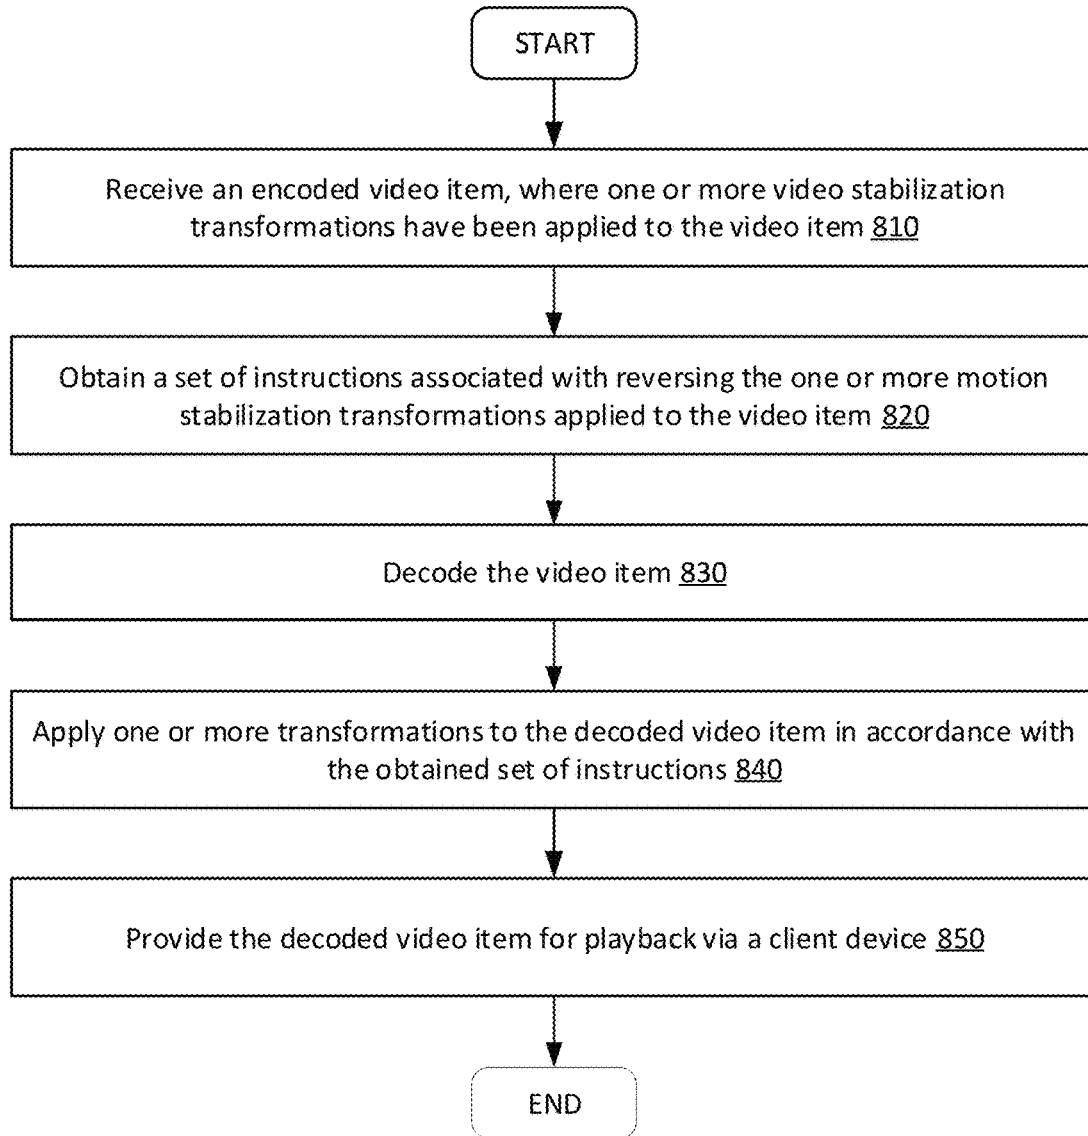 START
Receive an encoded video item, where one or more video stabilization
transformations have been applied to the video item 810
Obtain a set of instructions associated with reversing the one or more motion
stabilization transformations applied to the video item 820
Decode the video item 830
Apply one or more transformations to the decoded video item in accordance with
the obtained set of instructions 840
Provide the decoded video item for playback via a client device 850
END